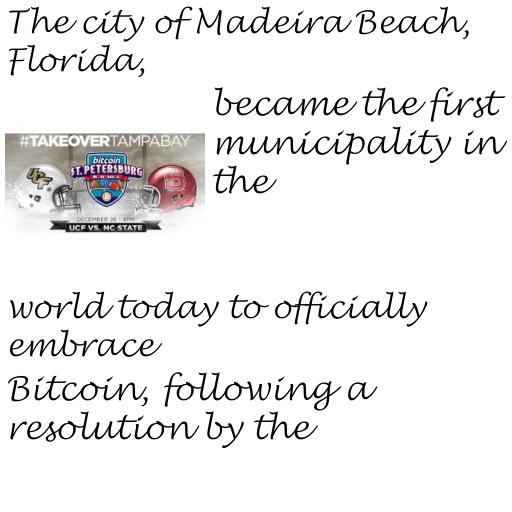 The city of Madeira Beach,
Florida,
became the first
municipality in
the
#TAKEOVERTAMPABAY
bitcoin
ST. PETERSBURG
BOWL
UCF
DECEMBER 26 - 8PM
UCF VS. NC STATE
world today to officially
embrace
Bitcoin, following a
resolution by the